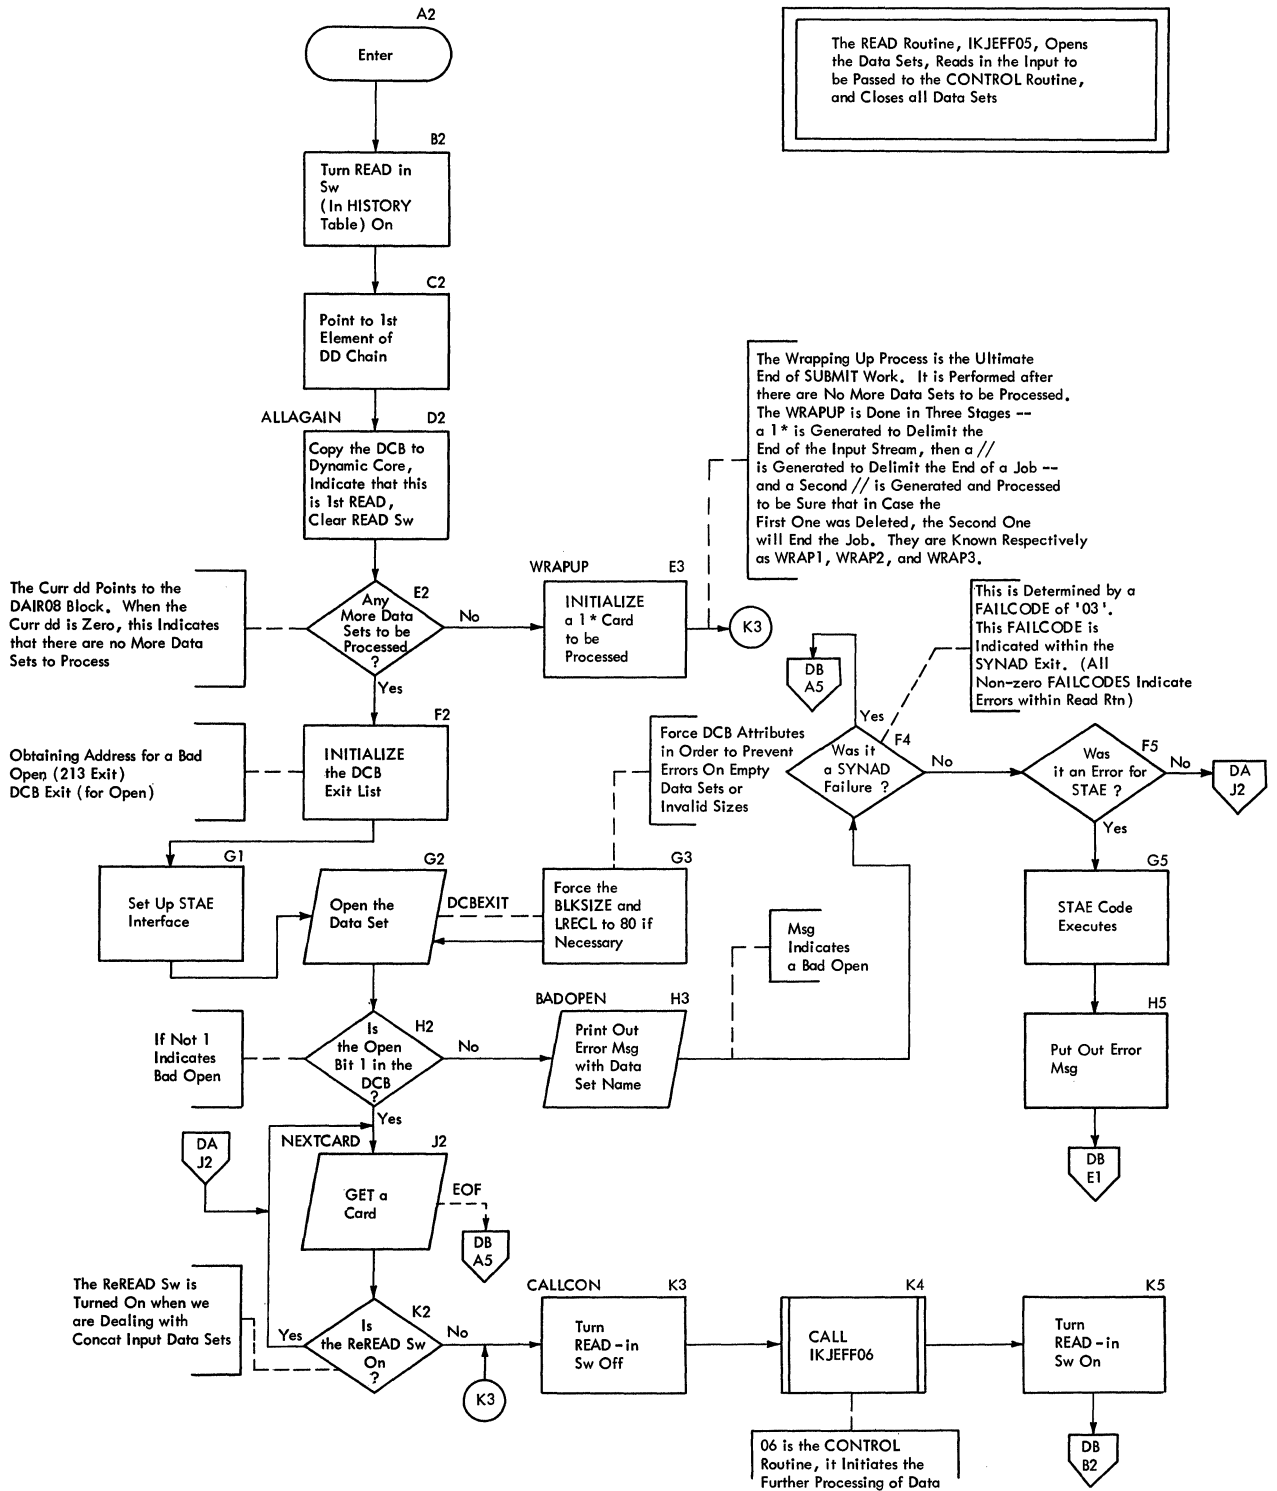 A2
Enter
The READ Routine, IKJEFF05, Opens
the Data Sets, Reads in the Input to
be Passed to the CONTROL Routine,
and Closes all Data Sets
B2
Turn READ in
Sw
(In HISTORY
Table) On
C2
Point to 1st
Element of
DD Chain
ALLAGAIN
D2
Copy the DCB to
Dynamic Core,
Indicate that this
is 1st READ,
Clear READ Sw
The Wrapping Up Process is the Ultimate
End of SUBMIT Work. It is Performed after
there are No More Data Sets to be Processed.
The WRAPUP is Done in Three Stages --
a 1* is Generated to Delimit the
End of the Input Stream, then a //
is Generated to Delimit the End of a Job --
and a Second // is Generated and Processed
to be Sure that in Case the
First One was Deleted, the Second One
will End the Job. They are Known Respectively
as WRAP1, WRAP2, and WRAP3.
The Curr dd Points to the
DAIR08 Block. When the
Curr dd is Zero, this Indicates
that there are no More Data
Sets to Process
E2
Any
More Data
Sets to be
Processed
?
No
Yes
WRAPUP
E3
INITIALIZE
a 1* Card
to be
Processed
K3
This is Determined by a
FAILCODE of '03'.
This FAILCODE is
Indicated within the
SYNAD Exit. (All
Non-zero FAILCODES Indicate
Errors within Read Rtn)
DB
A5
Obtaining Address for a Bad
Open (213 Exit)
DCB Exit (for Open)
F2
INITIALIZE
the DCB
Exit List
Force DCB Attributes
in Order to Prevent
Errors On Empty
Data Sets or
Invalid Sizes
Yes
F4
Was it
a SYNAD
Failure ?
No
F5
Was
it an Error for
STAE ?
No
Yes
DA
J2
G1
Set Up STAE
Interface
G2
Open the
Data Set
DCBEXIT
G3
Force the
BLKSIZE and
LRECL to 80 if
Necessary
G5
STAE Code
Executes
Msg
Indicates
a Bad Open
If Not 1
Indicates
Bad Open
H2
Is
the Open
Bit 1 in the
DCB
?
No
Yes
BADOPEN
H3
Print Out
Error Msg
with Data
Set Name
H5
Put Out Error
Msg
DB
E1
DA
J2
NEXTCARD
J2
GET a
Card
EOF
DB
A5
The ReREAD Sw is
Turned On when we
are Dealing with
Concat Input Data Sets
K2
Is
the ReREAD Sw
On
?
Yes
No
K3
CALLCON
K3
Turn
READ-in
Sw Off
K4
CALL
IKJEFF06
K5
Turn
READ-in
Sw On
06 is the CONTROL
Routine, it Initiates the
Further Processing of Data
DB
B2